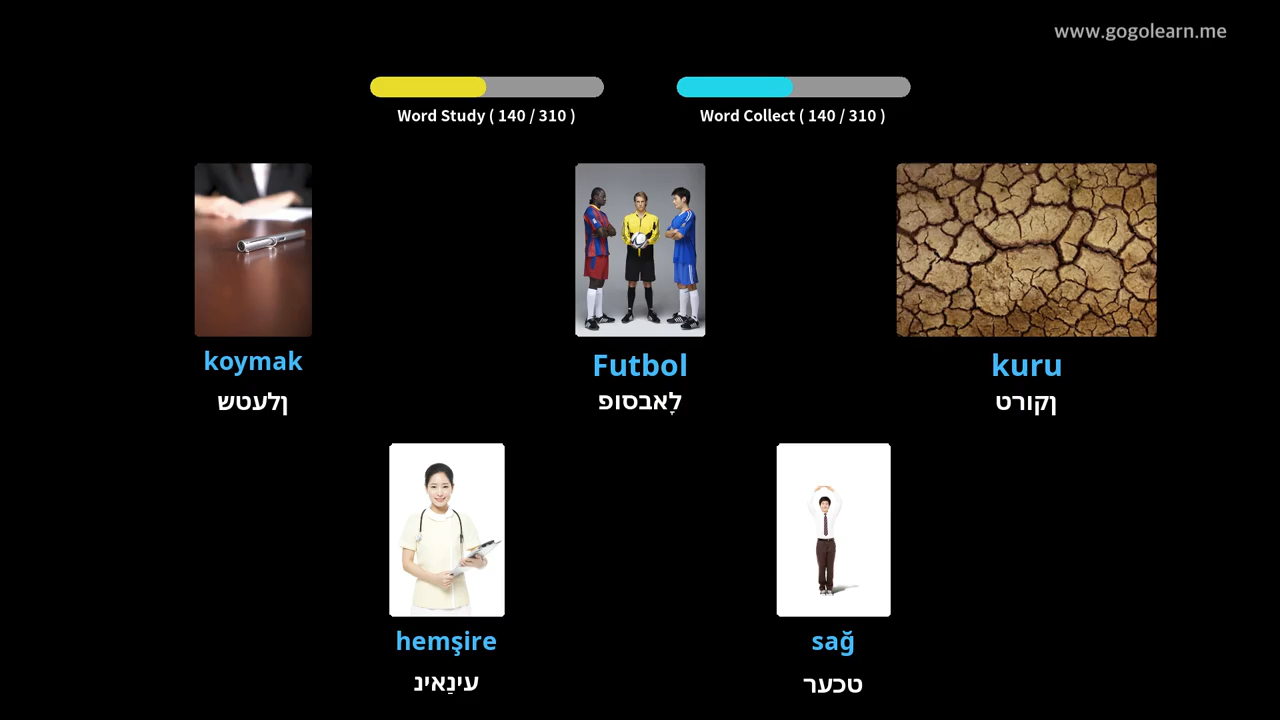 www.gogolearn.me
Word Study ( 140 / 310 )
Word Collect ( 140 / 310 )
koymak
ןלעטש
Futbol
לָאבסופ
kuru
ןקורט
hemşire
עינַאינ
sağ
טכער